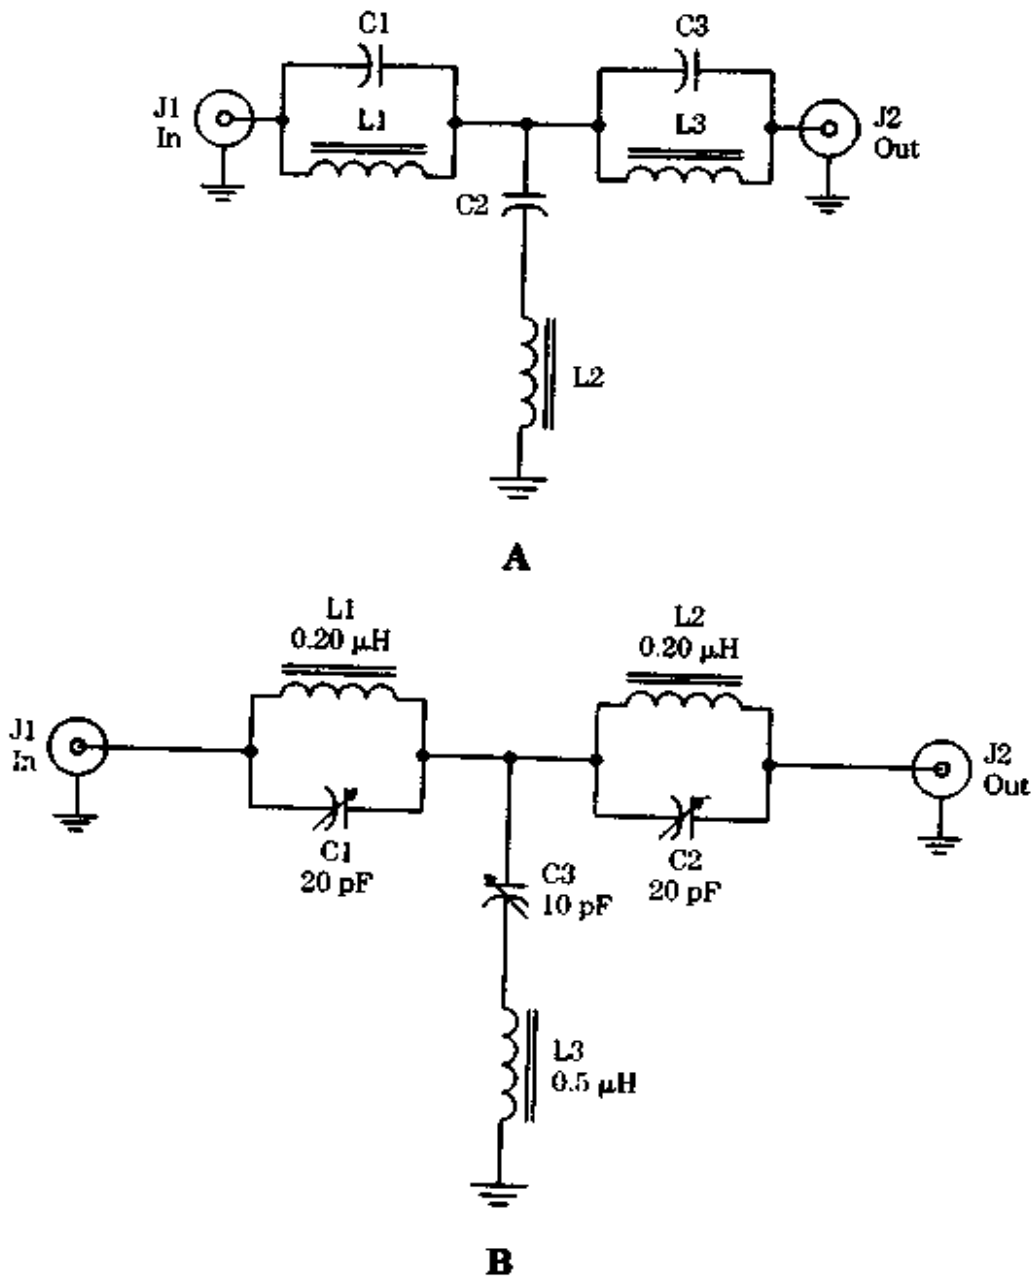 C1
C3
J1
In
L1
L3
J2
Out
C2
L2
A
L1
0.20 μH
L2
0.20 μH
J1
In
J2
Out
C1
20 pF
C2
20 pF
C3
10 pF
L3
0.5 μH
B